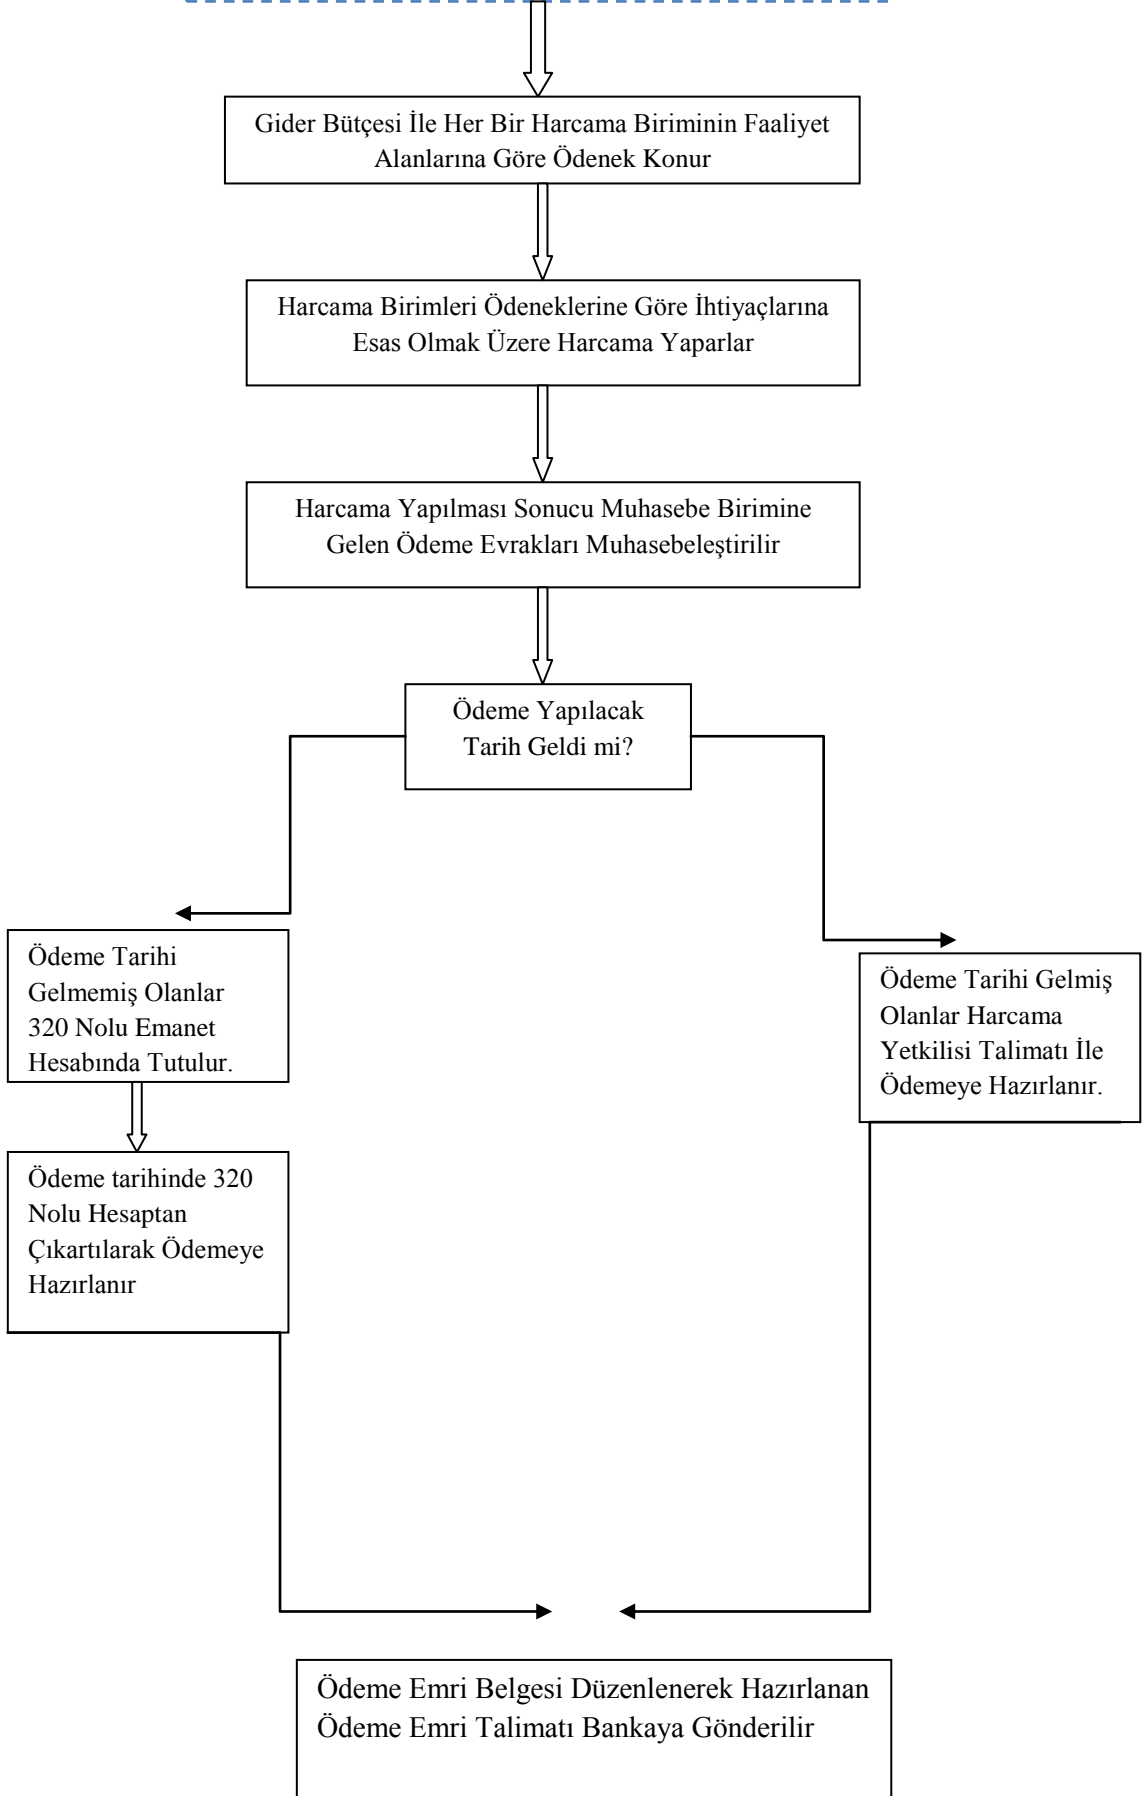 Gider Bütçesi İle Her Bir Harcama Biriminin Faaliyet
Alanlarına Göre Ödenek Konur
Harcama Birimleri Ödeneklerine Göre İhtiyaçlarına
Esas Olmak Üzere Harcama Yaparlar
Harcama Yapılması Sonucu Muhasebe Birimine
Gelen Ödeme Evrakları Muhasebeleştirilir
Ödeme Yapılacak
Tarih Geldi mi?
Ödeme Tarihi
Gelmemiş Olanlar
320 Nolu Emanet
Hesabında Tutulur.
Ödeme Tarihi Gelmiş
Olanlar Harcama
Yetkilisi Talimatı İle
Ödemeye Hazırlanır.
Ödeme tarihinde 320
Nolu Hesaptan
Çıkartılarak Ödemeye
Hazırlanır
Ödeme Emri Belgesi Düzenlenerek Hazırlanan
Ödeme Emri Talimatı Bankaya Gönderilir